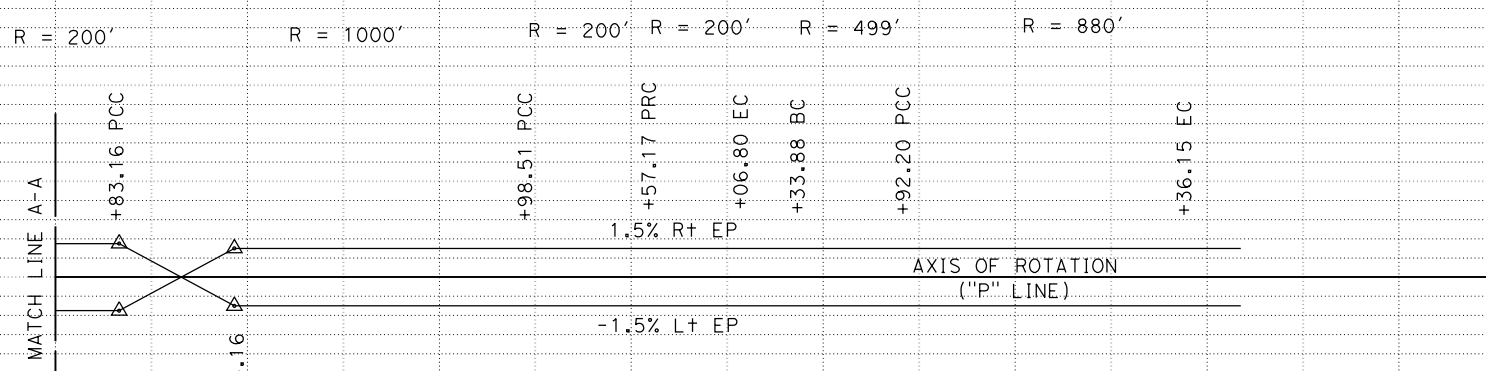 R = 200'
R = 1000'
R = 200'
R = 200'
R = 499'
R = 880'
MATCH LINE A-A
+83.16 PCC
+98.51 PCC
+57.17 PRC
+06.80 EC
+33.88 BC
+92.20 PCC
+36.15 EC
1.5% Rt EP
AXIS OF ROTATION
("P" LINE)
-1.5% Lt EP
.16